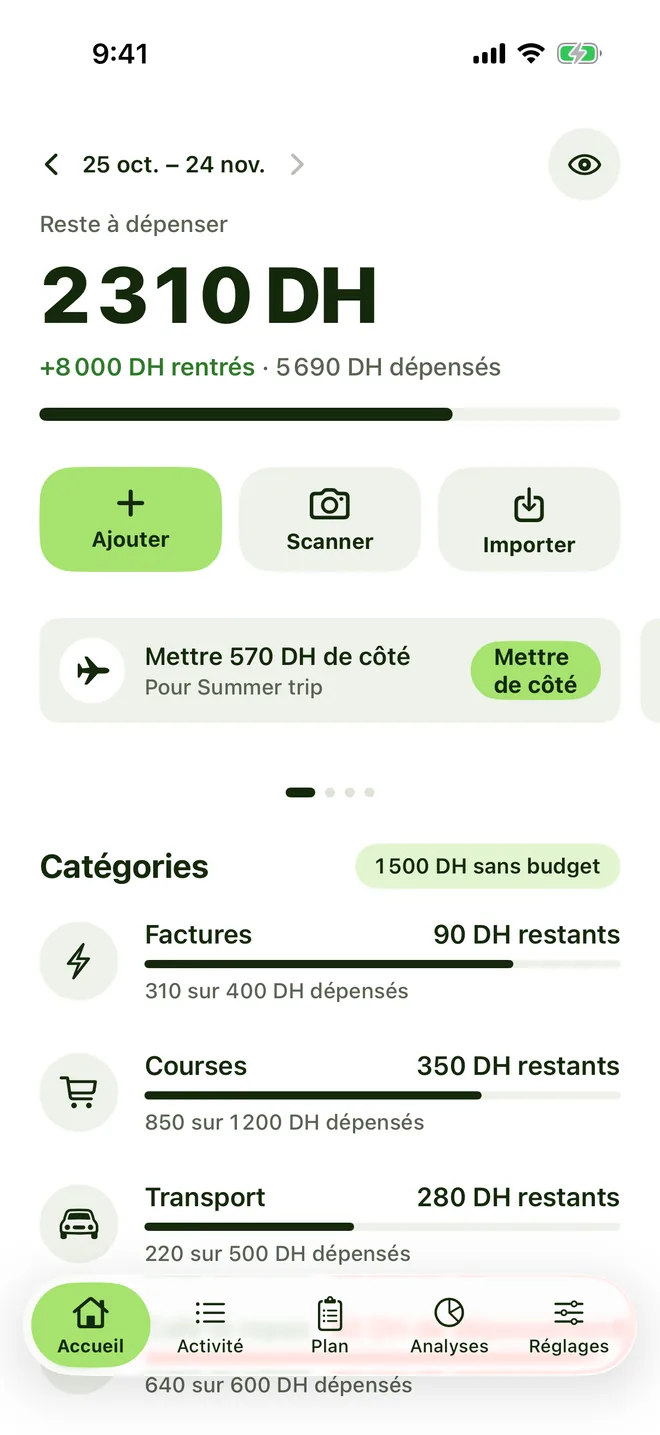 9:41
25 oct. – 24 nov.
Reste à dépenser
2 310 DH
+8 000 DH rentrés · 5 690 DH dépensés
Ajouter
Scanner
Importer
Mettre 570 DH de côté
Pour Summer trip
Mettre
de côté
Catégories
1 500 DH sans budget
Factures
90 DH restants
310 sur 400 DH dépensés
Courses
350 DH restants
850 sur 1 200 DH dépensés
Transport
280 DH restants
220 sur 500 DH dépensés
Accueil
Activité
Plan
Analyses
Réglages
640 sur 600 DH dépensés